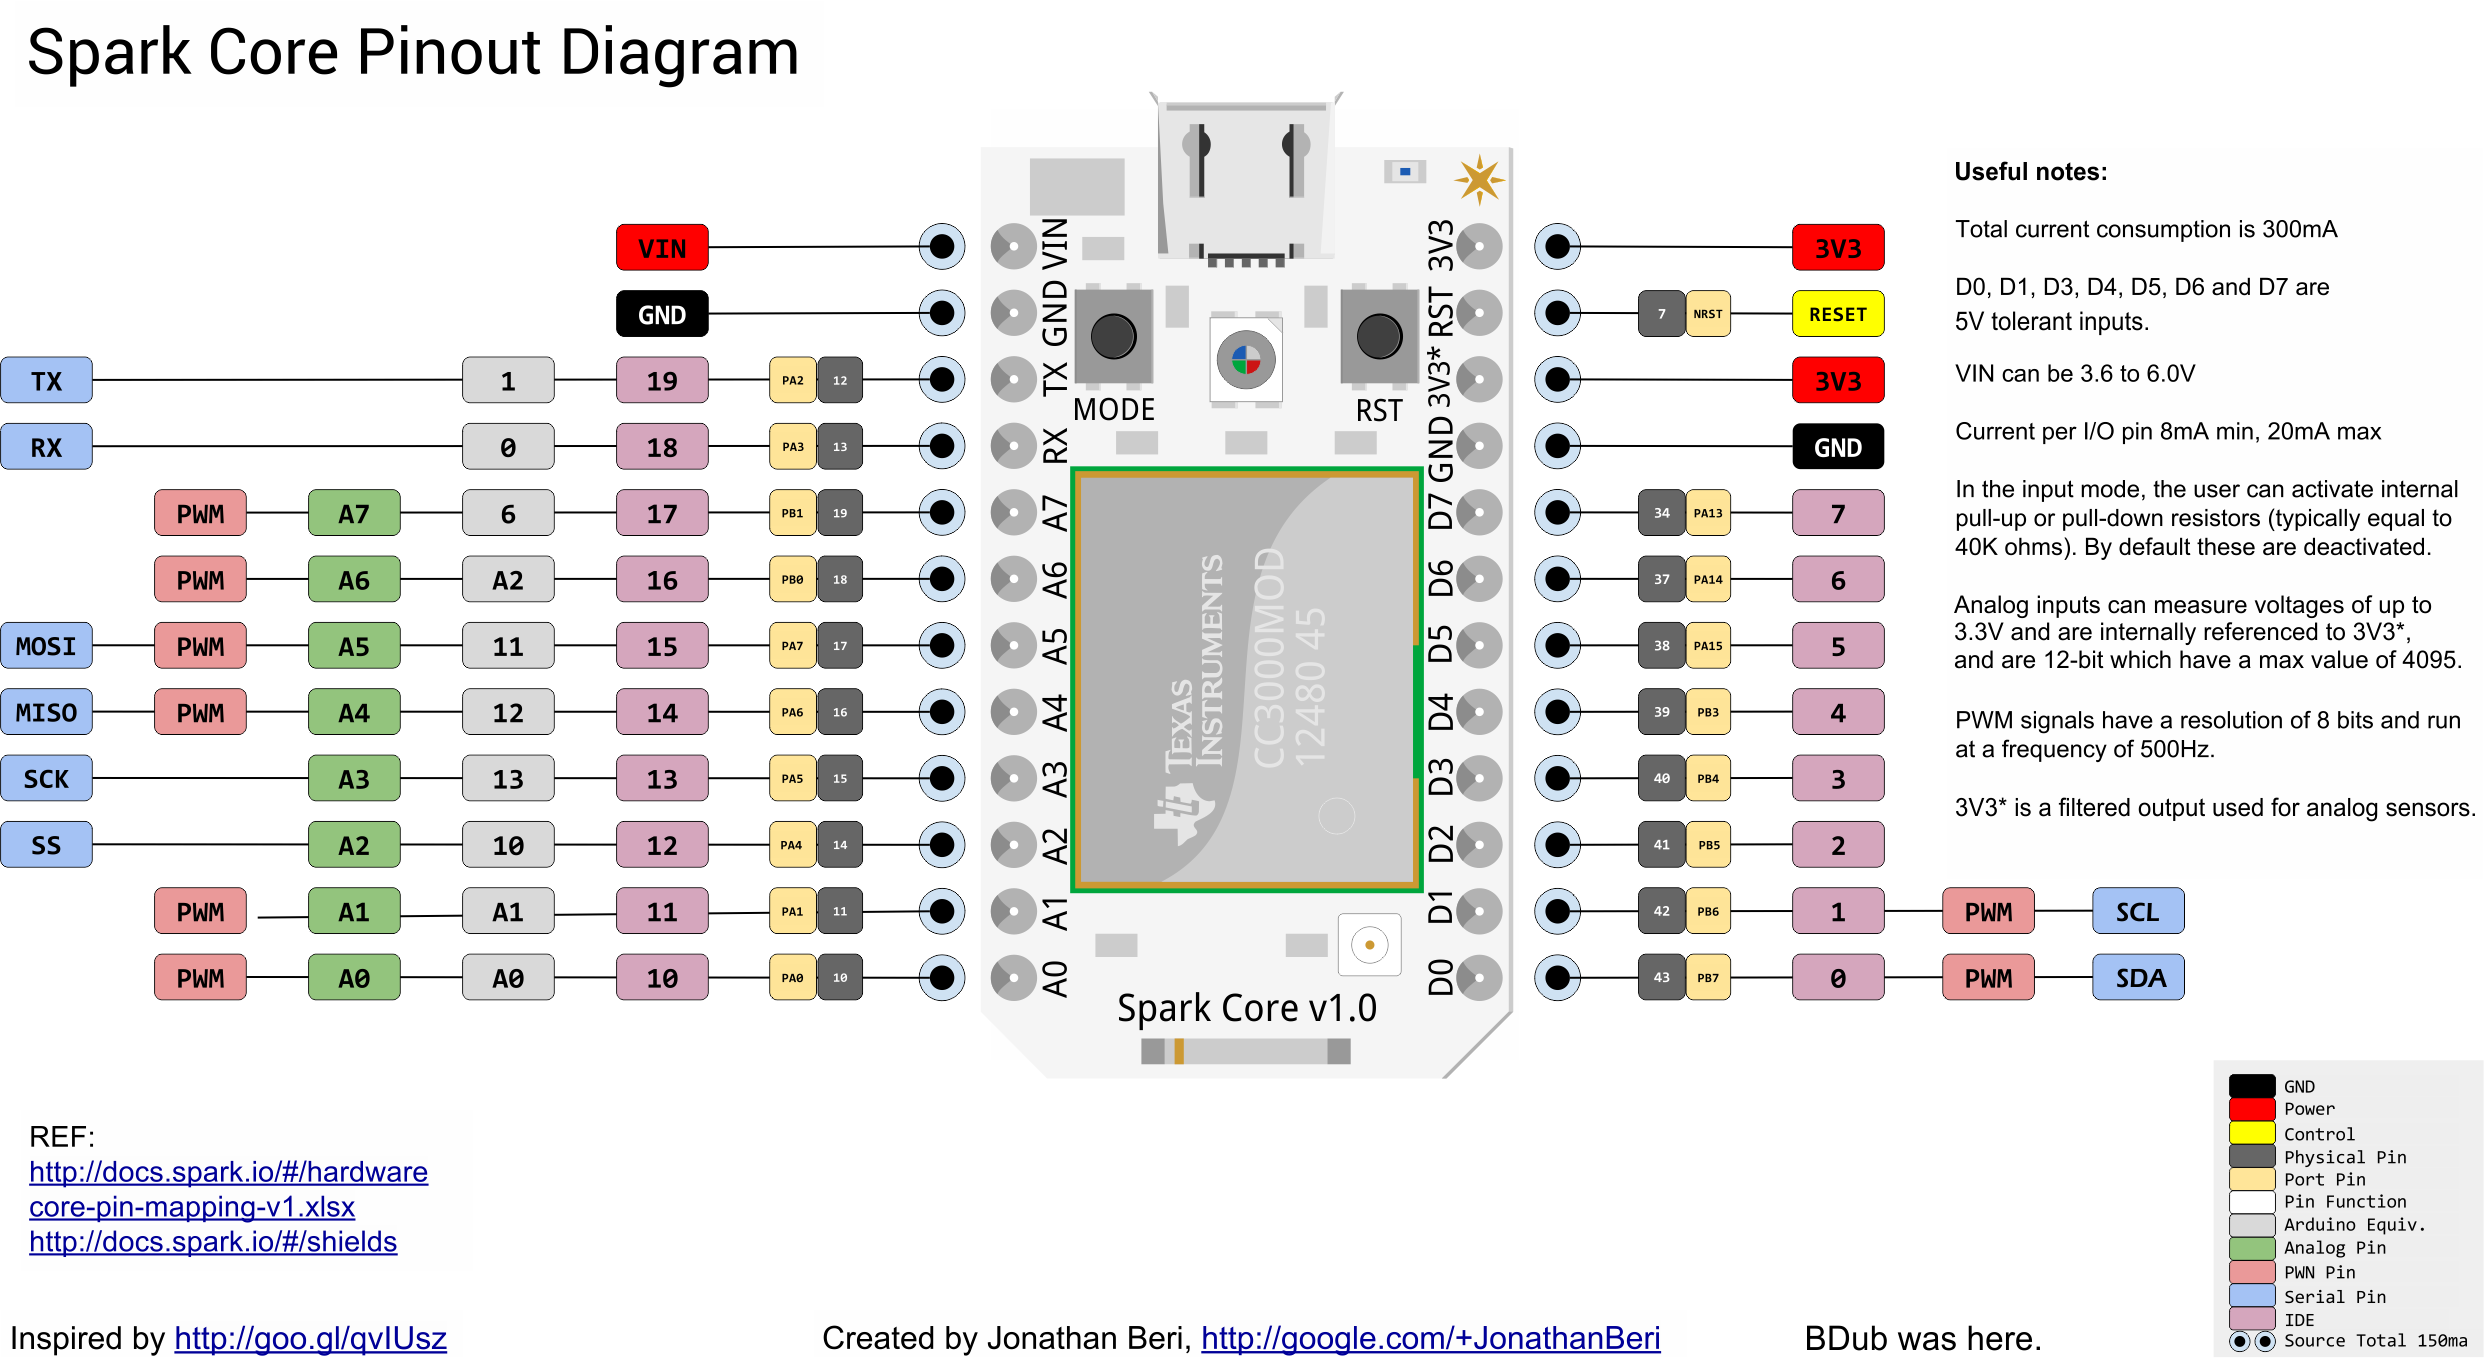 Spark Core Pinout Diagram
VIN
GND
TX 1 19 PA2 12
RX 0 18 PA3 13
PWM A7 6 17 PB1 19
PWM A6 A2 16 PB0 18
MOSI PWM A5 11 15 PA7 17
MISO PWM A4 12 14 PA6 16
SCK A3 13 13 PA5 15
SS A2 10 12 PA4 14
PWM A1 A1 11 PA1 11
PWM A0 A0 10 PA0 10
VIN
GND
TX
RX
A7
A6
A5
A4
A3
A2
A1
A0
MODE
RST
TEXAS
INSTRUMENTS
CC3000MOD
12480 45
Spark Core v1.0
3V3
RST
3V3*
GND
D7
D6
D5
D4
D3
D2
D1
D0
3V3
7 NRST RESET
3V3
GND
34 PA13 7
37 PA14 6
38 PA15 5
39 PB3 4
40 PB4 3
41 PB5 2
42 PB6 1 PWM SCL
43 PB7 0 PWM SDA
Useful notes:
Total current consumption is 300mA
D0, D1, D3, D4, D5, D6 and D7 are
5V tolerant inputs.
VIN can be 3.6 to 6.0V
Current per I/O pin 8mA min, 20mA max
In the input mode, the user can activate internal
pull-up or pull-down resistors (typically equal to
40K ohms). By default these are deactivated.
Analog inputs can measure voltages of up to
3.3V and are internally referenced to 3V3*,
and are 12-bit which have a max value of 4095.
PWM signals have a resolution of 8 bits and run
at a frequency of 500Hz.
3V3* is a filtered output used for analog sensors.
GND
Power
Control
Physical Pin
Port Pin
Pin Function
Arduino Equiv.
Analog Pin
PWN Pin
Serial Pin
IDE
Source Total 150ma
REF:
http://docs.spark.io/#/hardware
core-pin-mapping-v1.xlsx
http://docs.spark.io/#/shields
Inspired by http://goo.gl/qvIUsz
Created by Jonathan Beri, http://google.com/+JonathanBeri
BDub was here.